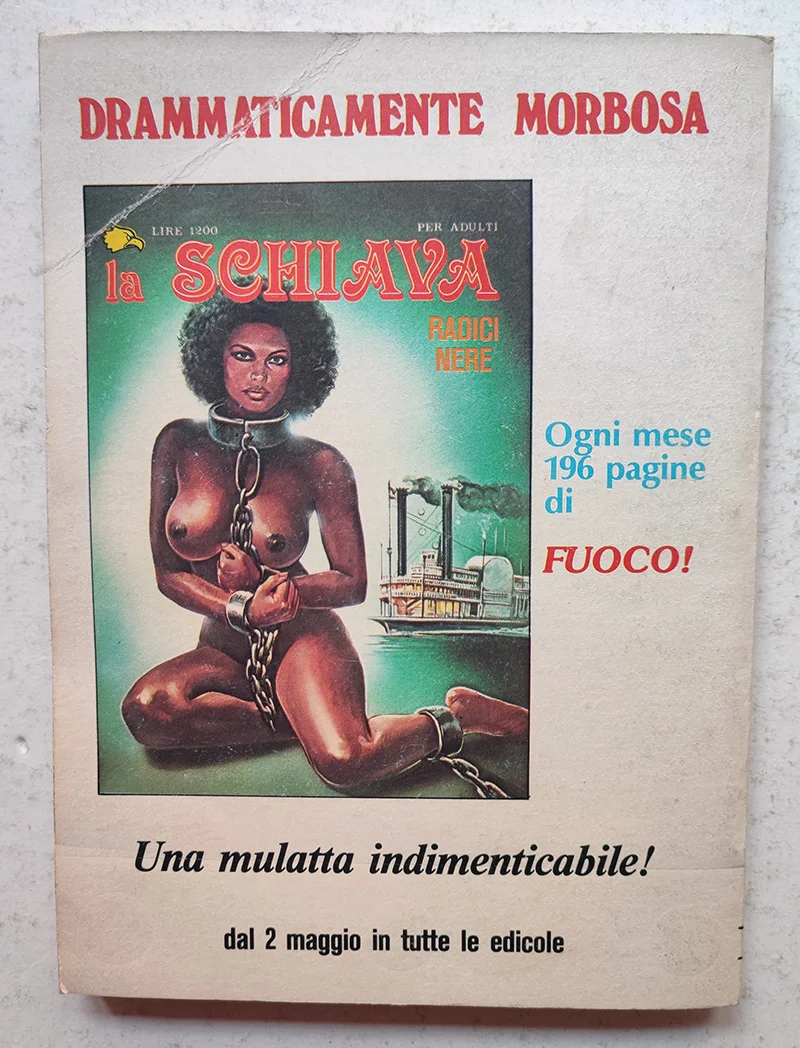 DRAMMATICAMENTE MORBOSA
LIRE 1200
PER ADULTI
la SCHIAVA
RADICI
NERE
Ogni mese
196 pagine
di
FUOCO!
Una mulatta indimenticabile!
dal 2 maggio in tutte le edicole